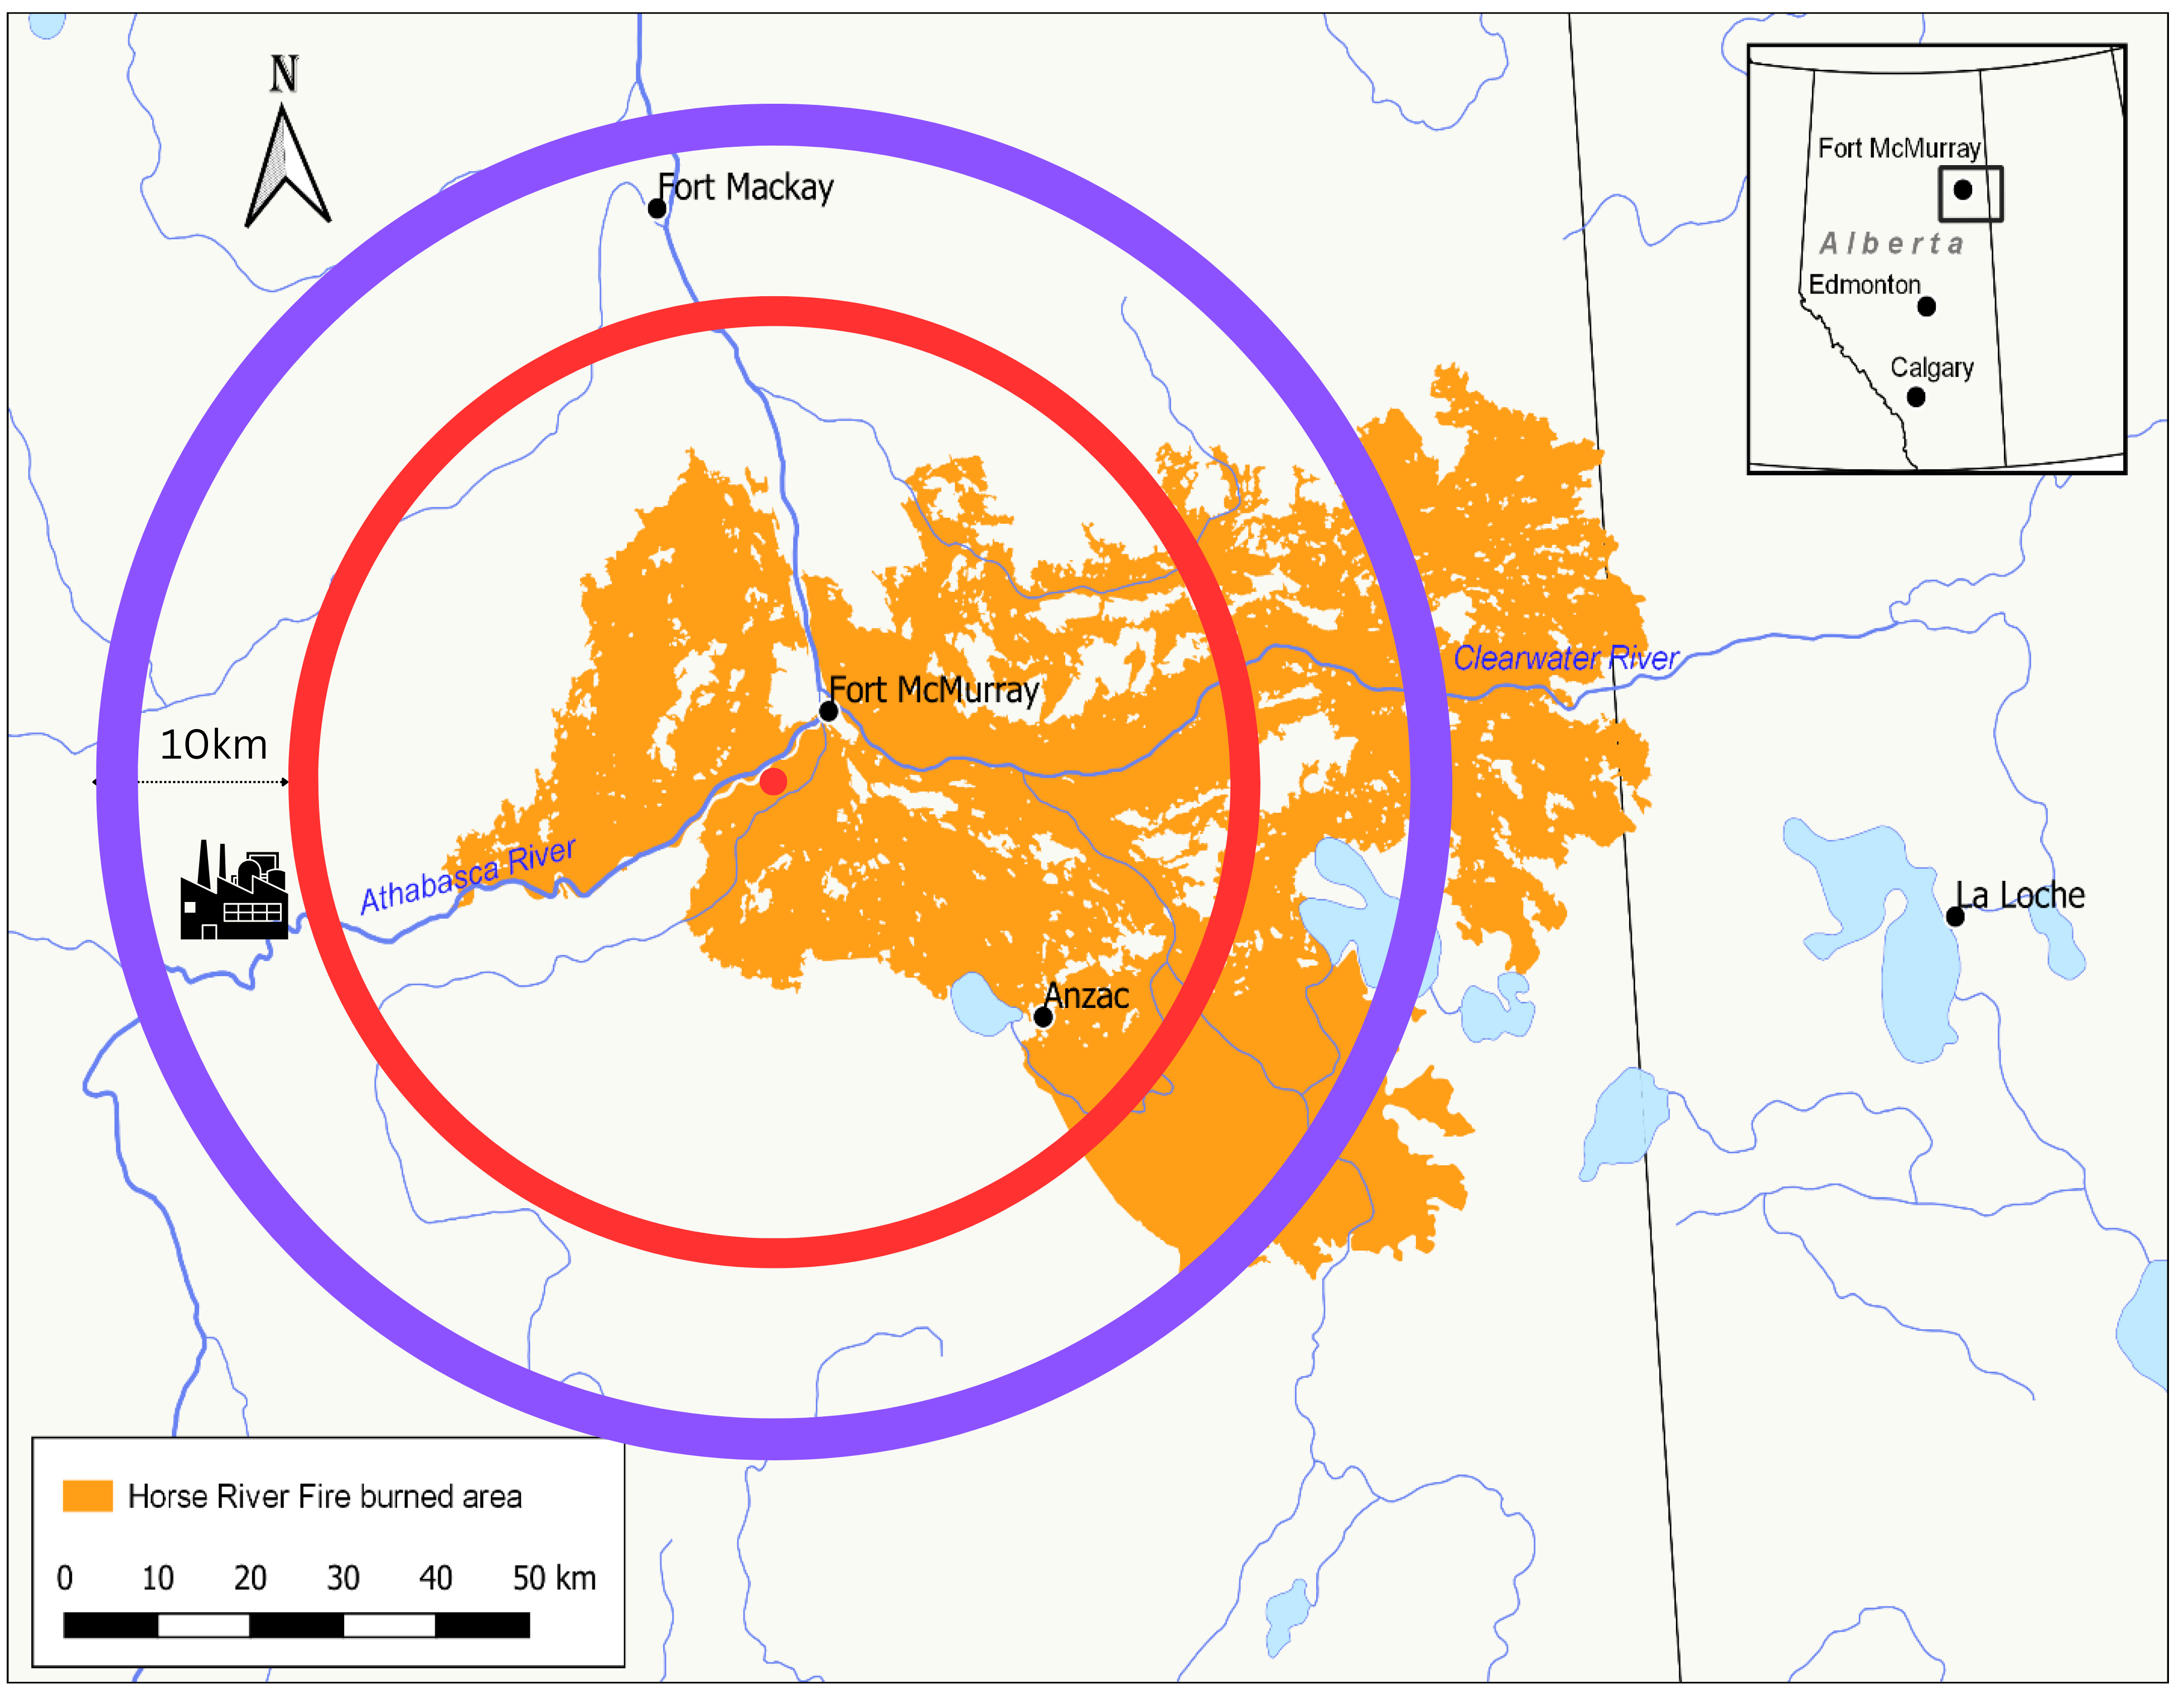 N
Fort Mackay
Fort McMurray
Alberta
Edmonton
Calgary
Clearwater River
Fort McMurray
10km
Athabasca River
La Loche
Anzac
Horse River Fire burned area
0 10 20 30 40 50 km